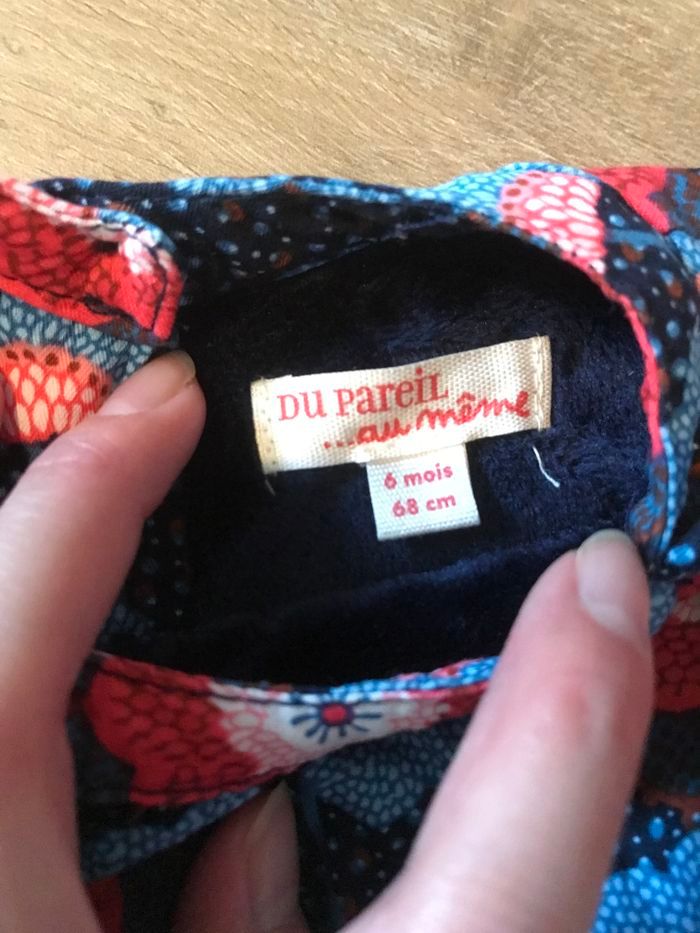 DU PAREIL
...au même
6 mois
68 cm